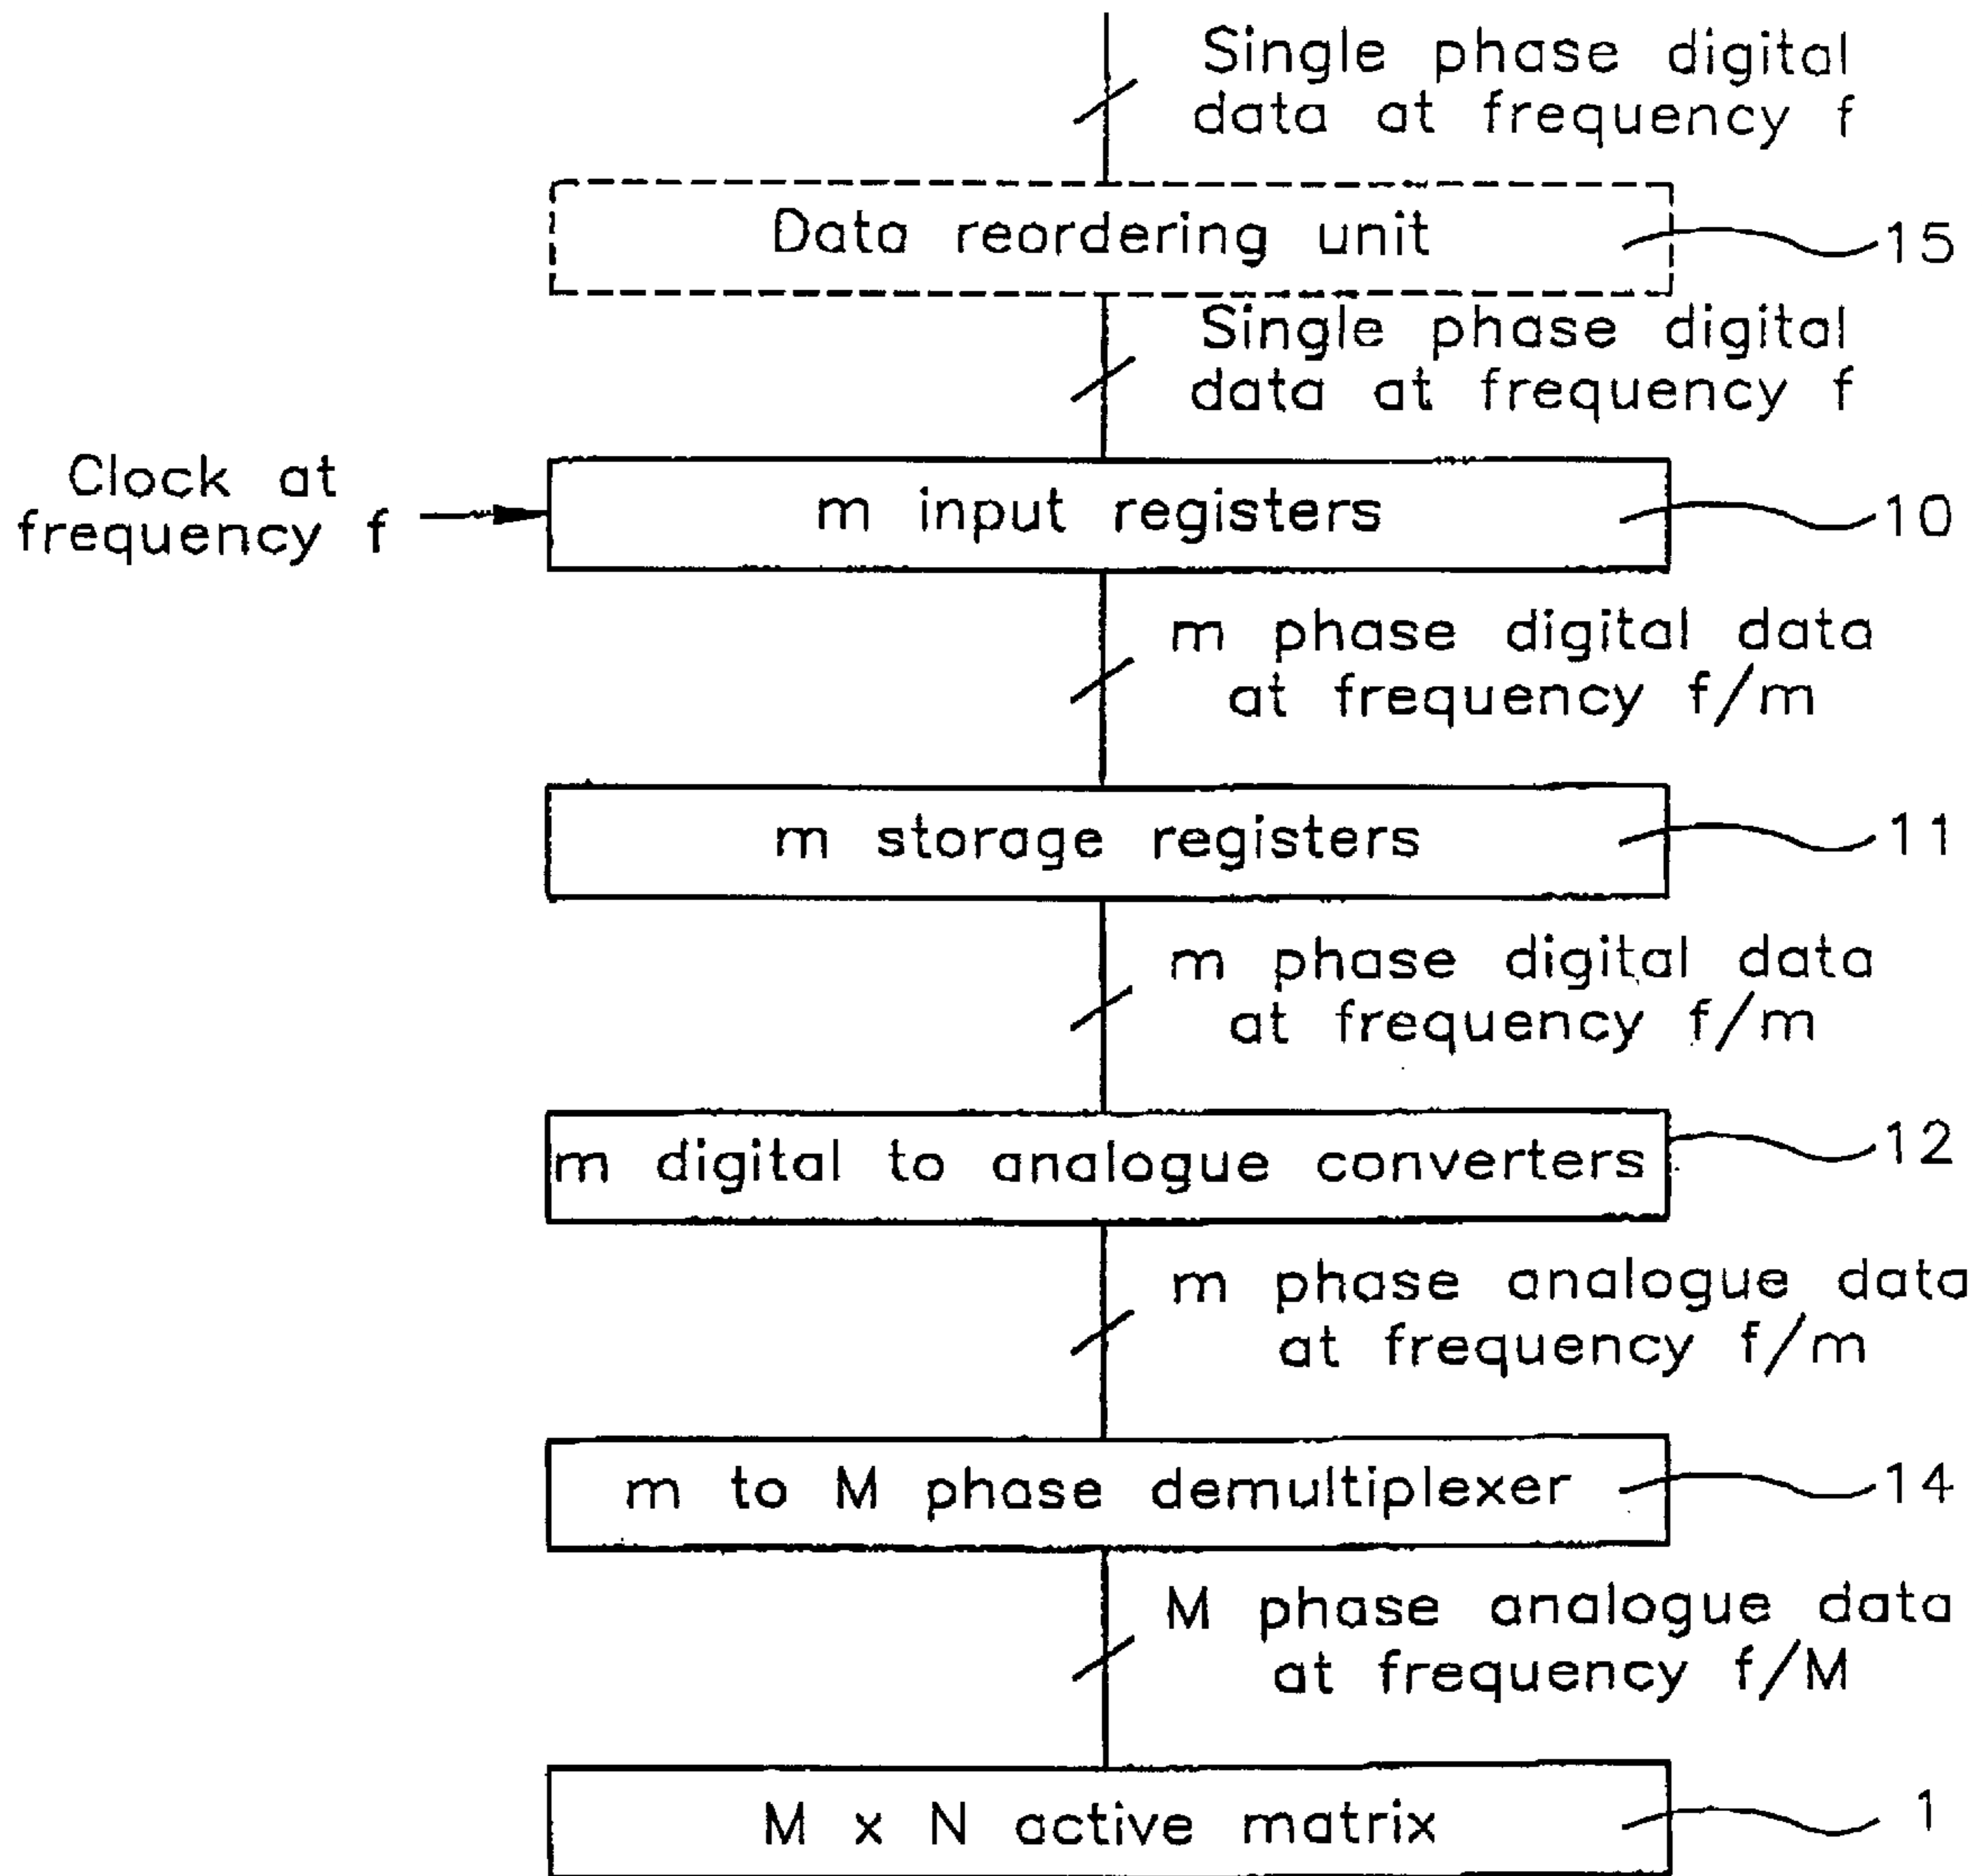 Single phase digital
data at frequency f
Data reordering unit
15
Single phase digital
data at frequency f
Clock at
frequency f
m input registers
10
m phase digital data
at frequency f/m
m storage registers
11
m phase digital data
at frequency f/m
m digital to analogue converters
12
m phase analogue data
at frequency f/m
m to M phase demultiplexer
14
M phase analogue data
at frequency f/M
M x N active matrix
1